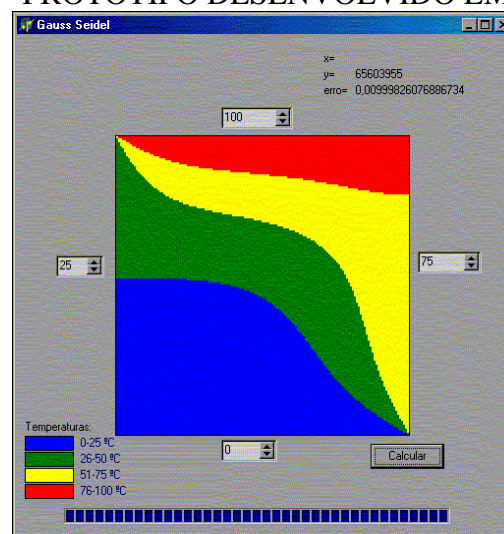 PROTÓTIPO DESENVOLVIDO EM
Gauss Seidel
x=
y= 65603955
erro= 0,00999826076886734
100
25
75
0
Calcular
Temperaturas:
0-25 ºC
26-50 ºC
51-75 ºC
76-100 ºC